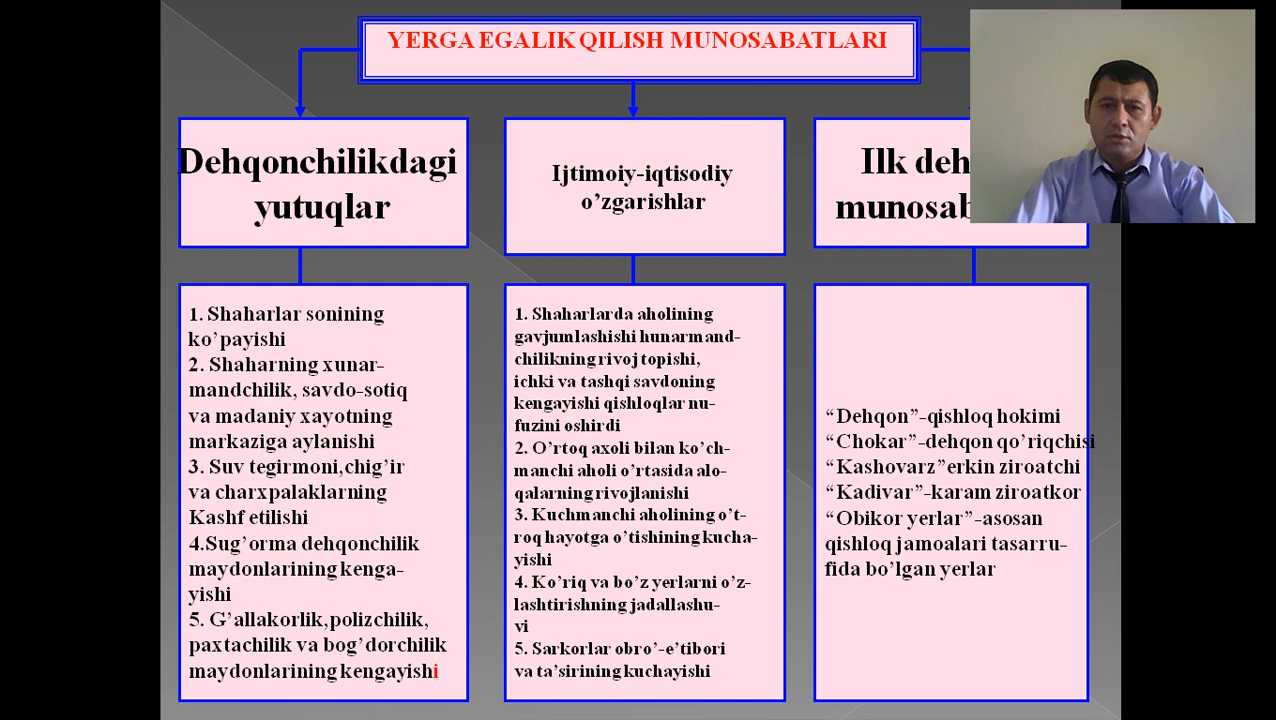 YERGA EGALIK QILISH MUNOSABATLARI
Dehqonchilikdagi
yutuqlar
Ijtimoiy-iqtisodiy
o’zgarishlar
Ilk
1. Shaharlar sonining
ko’payishi
2. Shaharning xunar-
mandchilik, savdo-sotiq
va madaniy xayotning
markaziga aylanishi
3. Suv tegirmoni,chig’ir
va charxpalaklarning
Kashf etilishi
4.Sug’orma dehqonchilik
maydonlarining kenga-
yishi
5. G’allakorlik,polizchilik,
paxtachilik va bog’dorchilik
maydonlarining kengayishi
1. Shaharlarda aholining
gavjumlashishi hunarmand-
chilikning rivoj topishi,
ichki va tashqi savdoning
kengayishi qishloqlar nu-
fuzini oshirdi
2. O’rtoq axoli bilan ko’ch-
manchi aholi o’rtasida alo-
qalarning rivojlanishi
3. Kuchmanchi aholining o’t-
roq hayotga o’tishining kucha-
yishi
4. Ko’riq va bo’z yerlarni o’z-
lashtirishning jadallashu-
vi
5. Sarkorlar obro’-e’tibori
va ta’sirining kuchayishi
“Dehqon”-qishloq hokimi
“Chokar”-dehqon qo’riqchisi
“Kashovarz”erkin ziroatchi
“Kadivar”-karam ziroatkor
“Obikor yerlar”-asosan
qishloq jamoalari tasarru-
fida bo’lgan yerlar